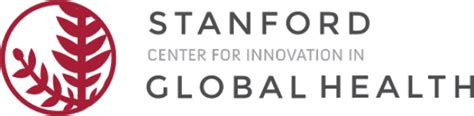 STANFORD
CENTER FOR INNOVATION IN
GLOBAL HEALTH